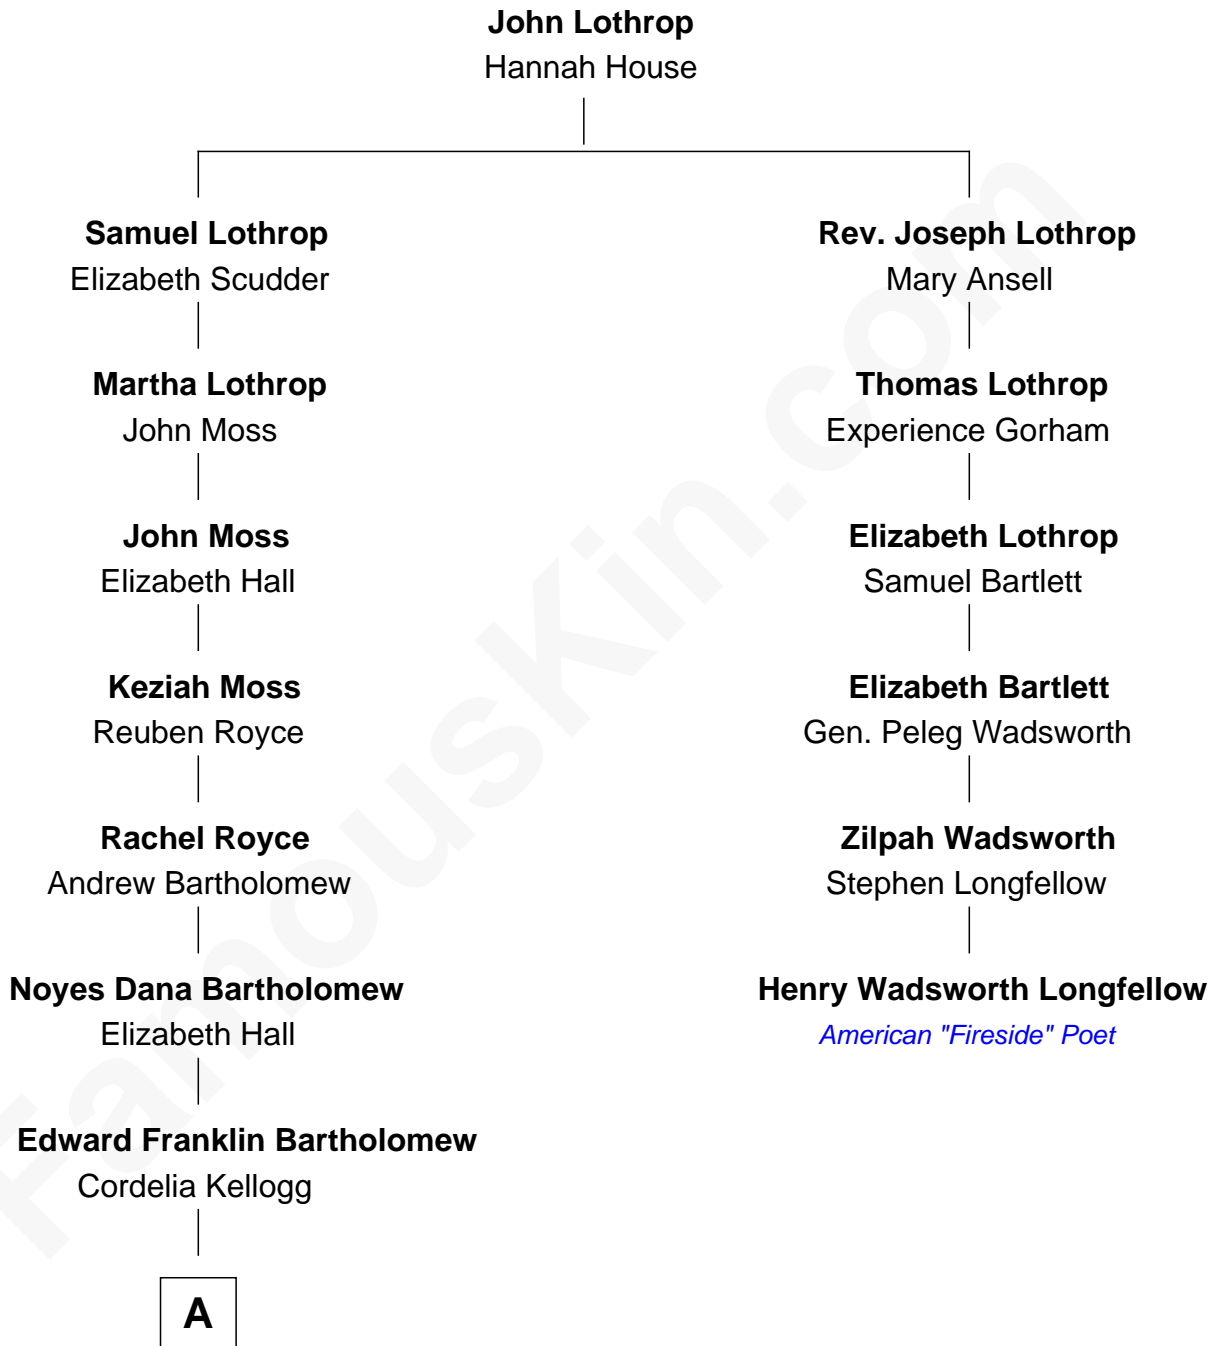 John Lothrop
Hannah House
Samuel Lothrop
Elizabeth Scudder
Martha Lothrop
John Moss
John Moss
Elizabeth Hall
Keziah Moss
Reuben Royce
Rachel Royce
Andrew Bartholomew
Noyes Dana Bartholomew
Elizabeth Hall
Edward Franklin Bartholomew
Cordelia Kellogg
A
Rev. Joseph Lothrop
Mary Ansell
Thomas Lothrop
Experience Gorham
Elizabeth Lothrop
Samuel Bartlett
Elizabeth Bartlett
Gen. Peleg Wadsworth
Zilpah Wadsworth
Stephen Longfellow
Henry Wadsworth Longfellow
American "Fireside" Poet
FamousKin.com